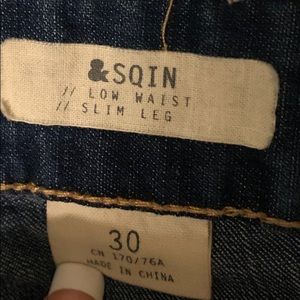 &SQIN
// LOW WAIST
// SLIM LEG
30
CN 170/76A
MADE IN CHINA